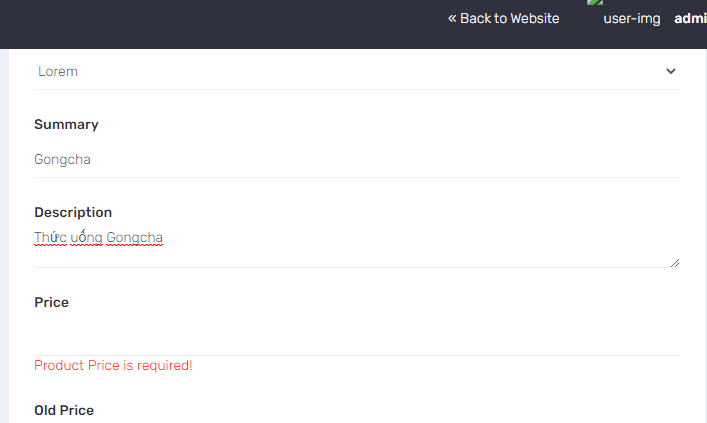 « Back to Website
user-img
admi
Lorem
Summary
Gongcha
Description
Thức uống Gongcha
Price
Product Price is required!
Old Price